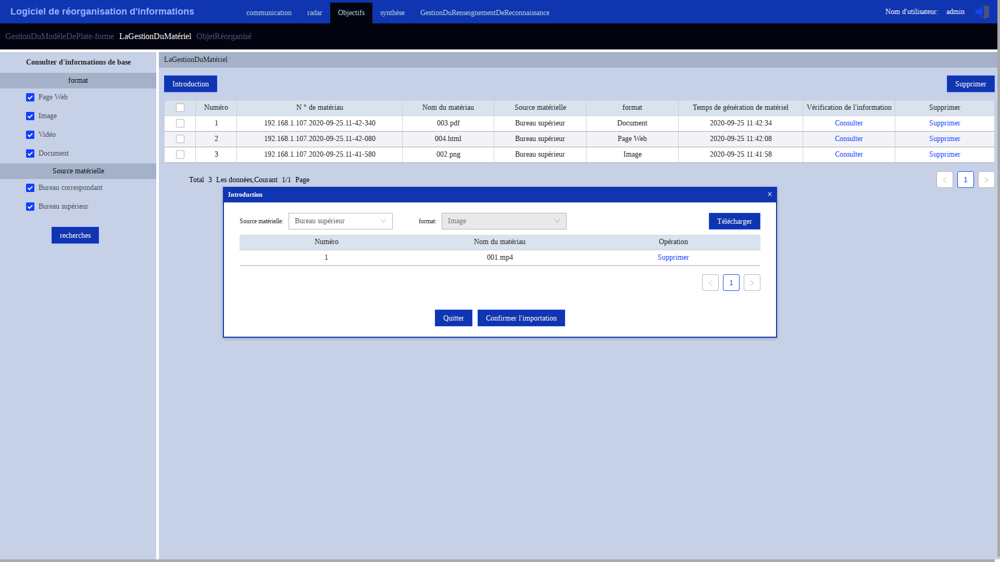 Logiciel de réorganisation d'informations
communication radar Objectifs synthèse GestionDuRenseignementDeReconnaissance
Nom d'utilisateur: admin
GestionDuModèleDePlate-forme LaGestionDuMatériel ObjetRéorganisé
Consulter d'informations de base
format
Page Web
Image
Vidéo
Document
Source matérielle
Bureau correspondant
Bureau supérieur
recherches
LaGestionDuMatériel
Introduction Supprimer
Numéro N ° de matériau Nom du matériau Source matérielle format Temps de génération de matériel Vérification de l'information Supprimer
1 192.168.1.107.2020-09-25.11-42-340 003.pdf Bureau supérieur Document 2020-09-25 11:42:34 Consulter Supprimer
2 192.168.1.107.2020-09-25.11-42-080 004.html Bureau supérieur Page Web 2020-09-25 11:42:08 Consulter Supprimer
3 192.168.1.107.2020-09-25.11-41-580 002.png Bureau supérieur Image 2020-09-25 11:41:58 Consulter Supprimer
Total 3 Les données,Courant 1/1 Page < 1 >
Introduction X
Source matérielle: Bureau supérieur format: Image Télécharger
Numéro Nom du matériau Opération
1 001.mp4 Supprimer
< 1 >
Quitter Confirmer l'importation